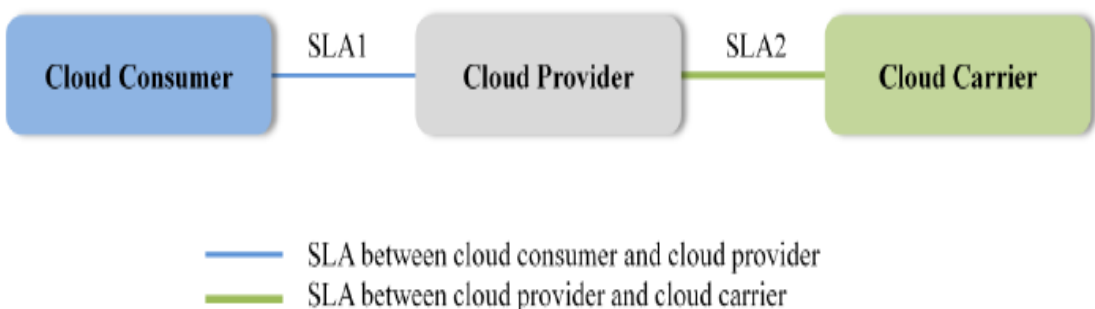 SLA1
SLA2
Cloud Consumer
Cloud Provider
Cloud Carrier
SLA between cloud consumer and cloud provider
SLA between cloud provider and cloud carrier